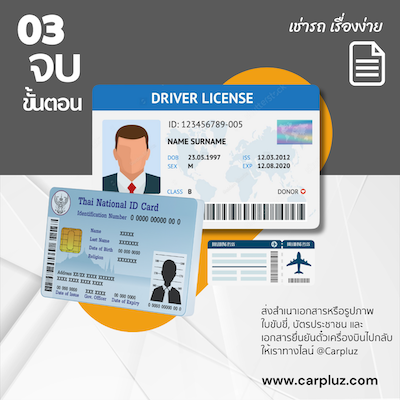 03
จบ
ขั้นตอน
เช่ารถ เรื่องง่าย
DRIVER LICENSE
ID: 123456789-005
NAME SURNAME
DOB 23.05.1997 ISS 12.03.2012
SEX M EXP 12.08.2020
CLASS B DONOR
Thai National ID Card
Identification Number 0 0000 00000 00 0
Name XXXXX
Last Name XXXXXX
Date of Birth XXXXX
Religion XXXXX
Address XX/XX XXXX XXXX XXXX XXXX
Date of Issue Gov. Officer Date of Expiry
0000-00-00000000
ส่งสำเนาเอกสารหรือรูปภาพ
ใบขับขี่, บัตรประชาชน และ
เอกสารยืนยันตั๋วเครื่องบินไปกลับ
ให้เราทางไลน์ @Carpluz
www.carpluz.com